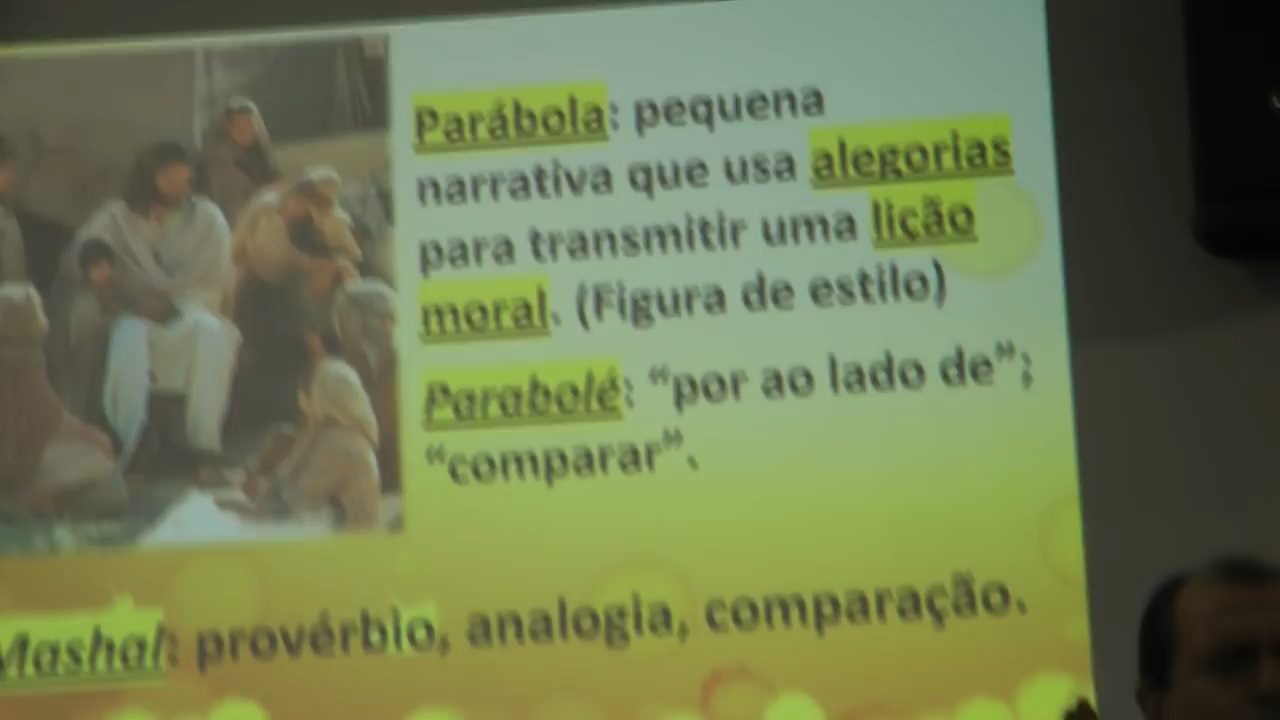 Parábola: pequena
narrativa que usa alegorias
para transmitir uma lição
moral. (Figura de estilo)
Parabolé: “por ao lado de”;
“comparar”.
Mashal: provérbio, analogia, comparação.